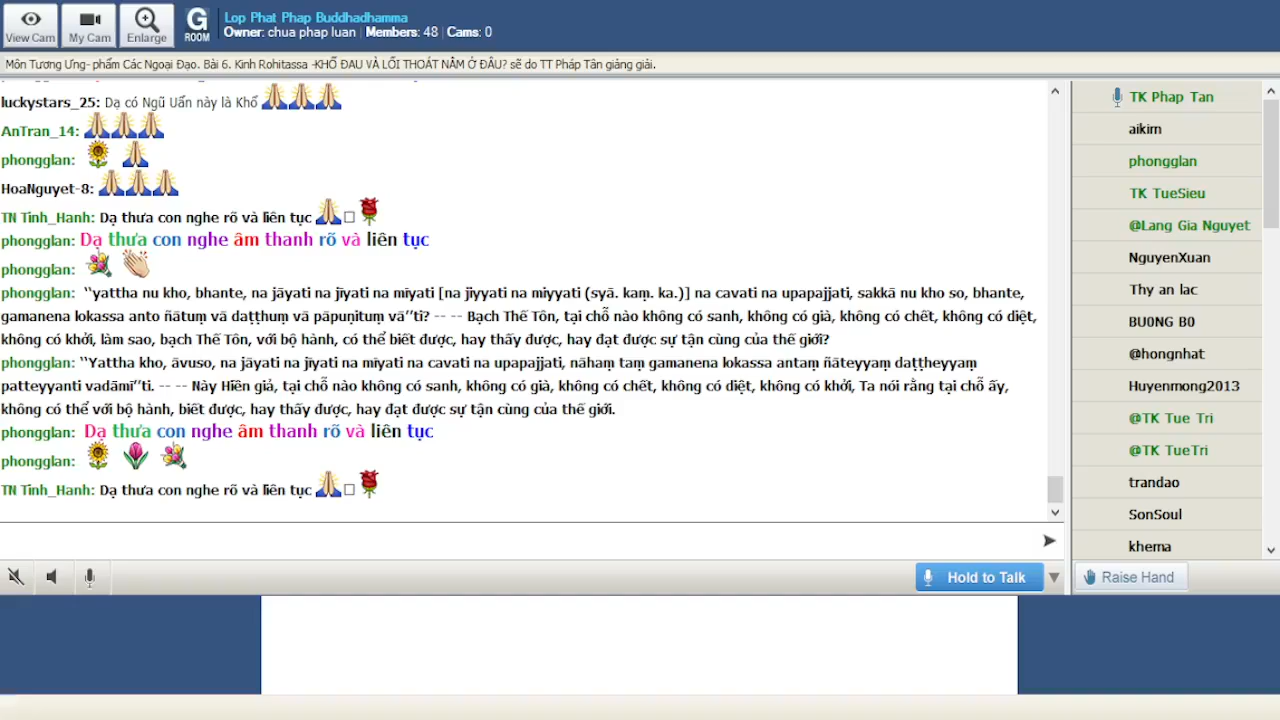 View Cam
My Cam
Enlarge
G
ROOM
Lop Phat Phap Buddhadhamma
Owner: chua phap luan | Members: 48 | Cams: 0
Môn Tương Ưng- phẩm Các Ngoại Đạo. Bài 6. Kinh Rohitassa -KHỔ ĐAU VÀ LỐI THOÁT NẰM Ở ĐÂU? sẽ do TT Pháp Tân giảng giải.
luckystars_25: Dạ có Ngũ Uẩn này là Khổ
AnTran_14:
phongglan:
HoaNguyet-8:
TN Tinh_Hanh: Dạ thưa con nghe rõ và liên tục
phongglan: Dạ thưa con nghe âm thanh rõ và liên tục
phongglan:
phongglan: ‘‘yattha nu kho, bhante, na jāyati na jīyati na mīyati [na jīyyati na miyyati (syā. kaṃ. ka.)] na cavati na upapajjati, sakkā nu kho so, bhante,
gamanena lokassa anto ñātuṃ vā daṭṭhuṃ vā pāpuṇituṃ vā’’ti? -- -- Bạch Thế Tôn, tại chỗ nào không có sanh, không có già, không có chết, không có diệt,
không có khởi, làm sao, bạch Thế Tôn, với bộ hành, có thể biết được, hay thấy được, hay đạt được sự tận cùng của thế giới?
phongglan: ‘‘Yattha kho, āvuso, na jāyati na jīyati na mīyati na cavati na upapajjati, nāhaṃ taṃ gamanena lokassa antaṃ ñāteyyaṃ daṭṭheyyaṃ
patteyyanti vadāmī’’ti. -- -- Này Hiền giả, tại chỗ nào không có sanh, không có già, không có chết, không có diệt, không có khởi, Ta nói rằng tại chỗ ấy,
không có thể với bộ hành, biết được, hay thấy được, hay đạt được sự tận cùng của thế giới.
phongglan: Dạ thưa con nghe âm thanh rõ và liên tục
phongglan:
TN Tinh_Hanh: Dạ thưa con nghe rõ và liên tục
Hold to Talk
TK Phap Tan
aikim
phongglan
TK TueSieu
@Lang Gia Nguyet
NguyenXuan
Thy an lac
BU0NG B0
@hongnhat
Huyenmong2013
@TK Tue Tri
@TK TueTri
trandao
SonSoul
khema
Raise Hand